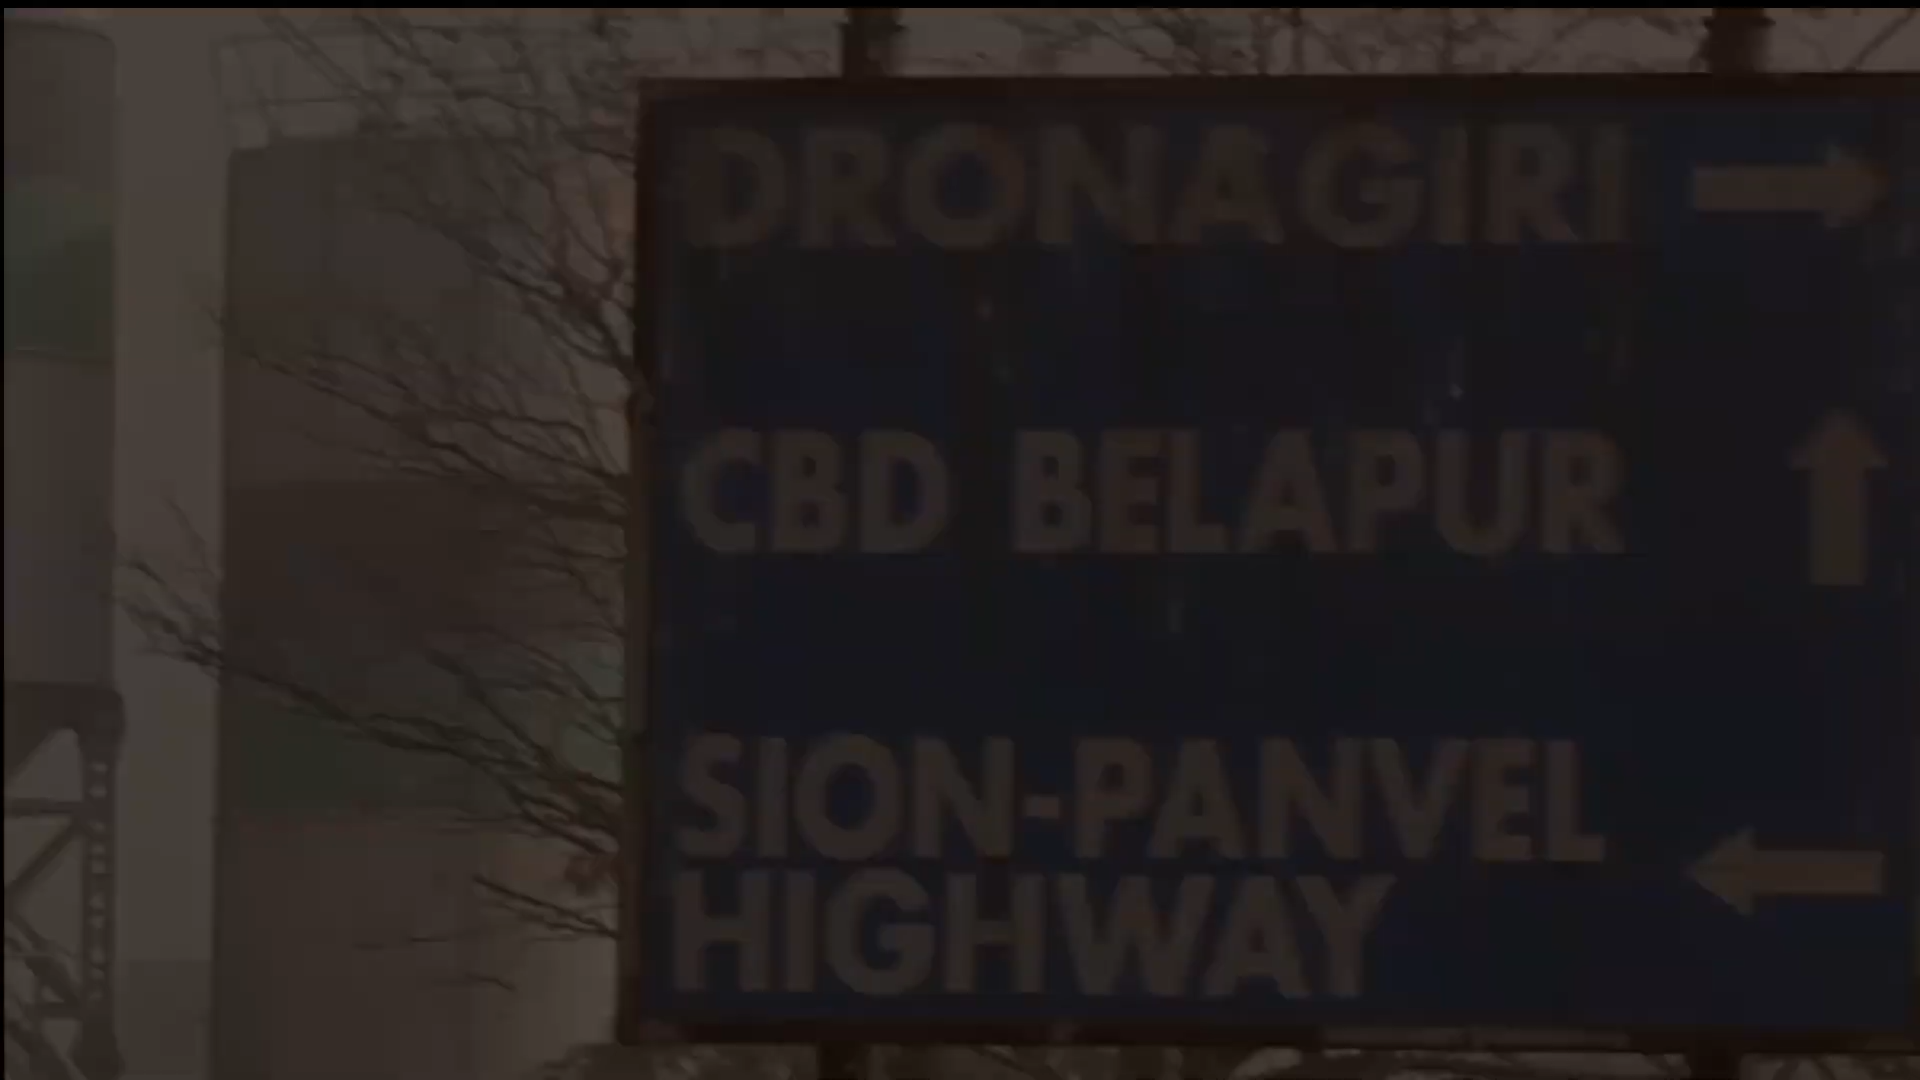 DRONAGIRI →
CBD BELAPUR ↑
SION-PANVEL
HIGHWAY ←